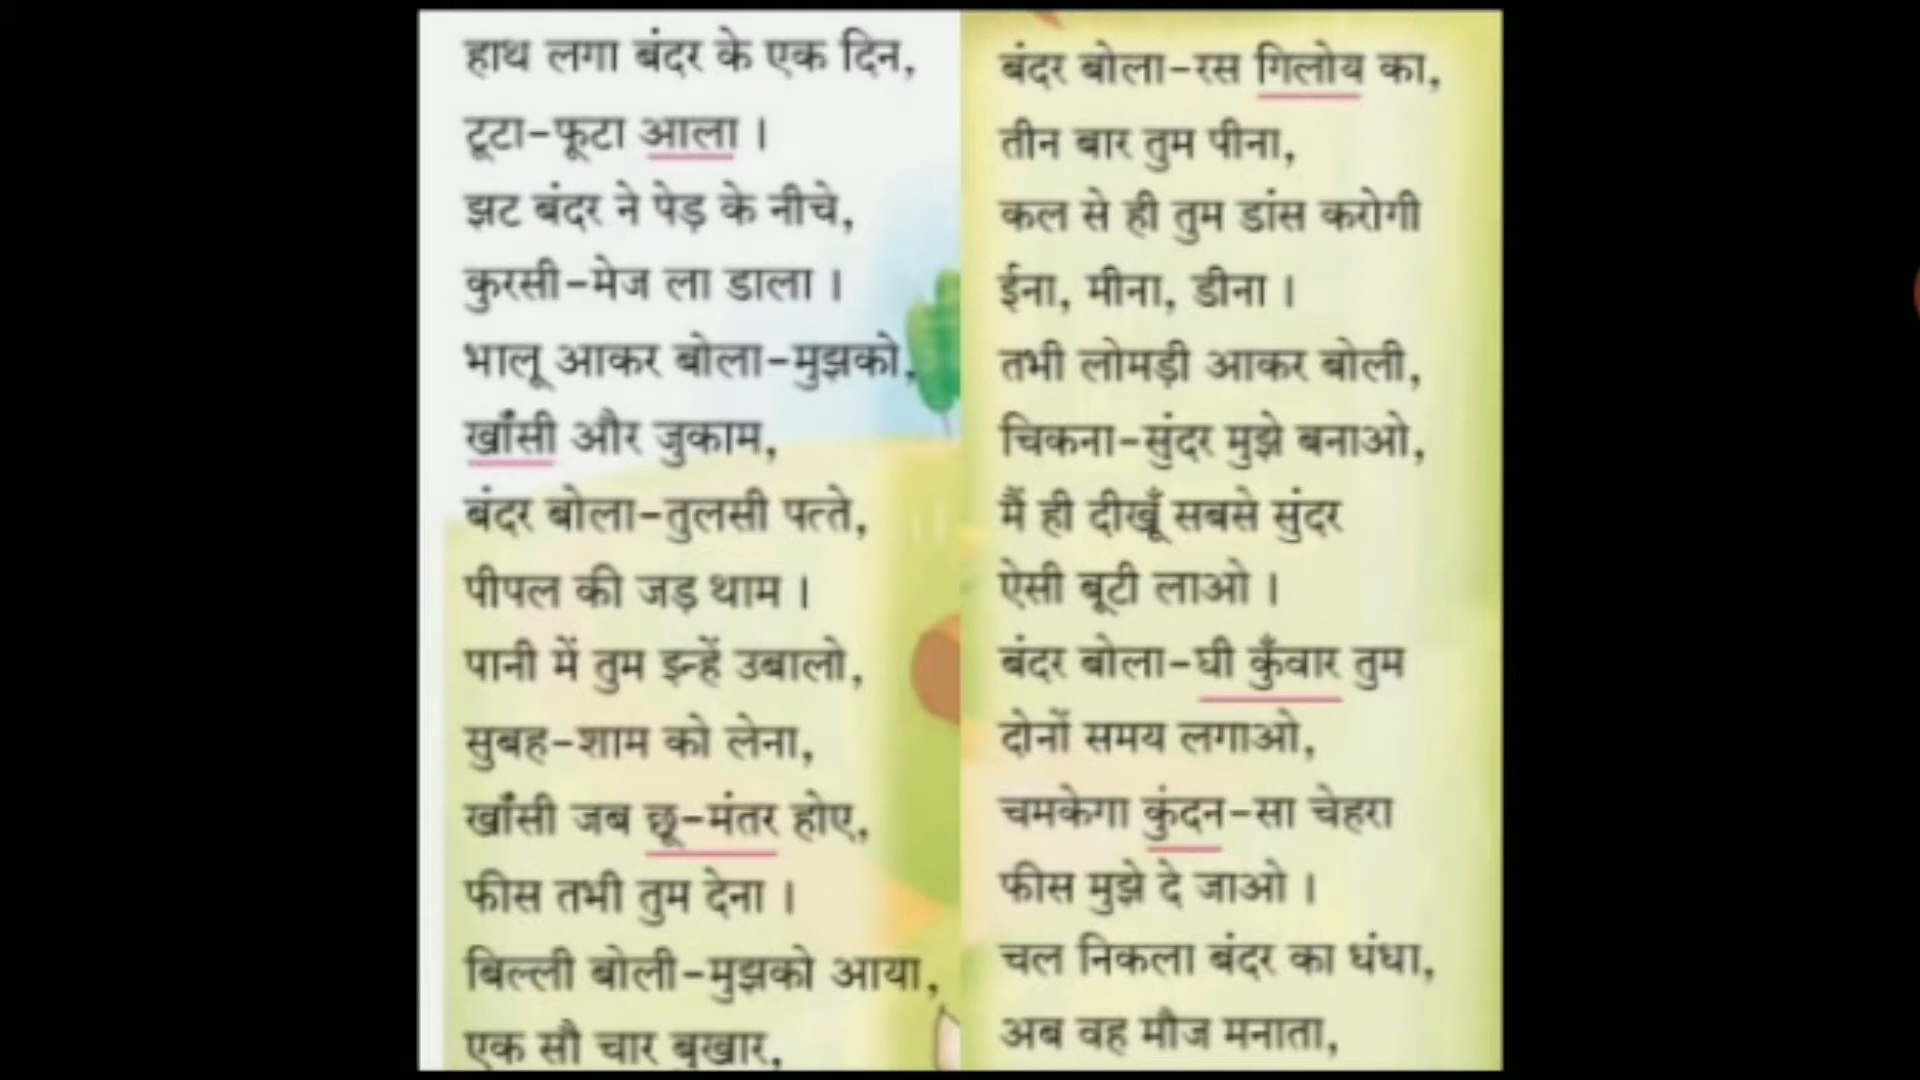 हाथ लगा बंदर के एक दिन,
टूटा-फूटा आला ।
झट बंदर ने पेड़ के नीचे,
कुरसी-मेज ला डाला ।
भालू आकर बोला-मुझको,
खाँसी और जुकाम,
बंदर बोला-तुलसी पत्ते,
पीपल की जड़ थाम ।
पानी में तुम इन्हें उबालो,
सुबह-शाम को लेना,
खाँसी जब छू-मंतर होए,
फीस तभी तुम देना ।
बिल्ली बोली-मुझको आया,
एक सौ चार बुखार,
बंदर बोला-रस गिलोय का,
तीन बार तुम पीना,
कल से ही तुम डांस करोगी
ईना, मीना, डीना ।
तभी लोमड़ी आकर बोली,
चिकना-सुंदर मुझे बनाओ,
मैं ही दीखूँ सबसे सुंदर
ऐसी बूटी लाओ ।
बंदर बोला-घी कुँवार तुम
दोनों समय लगाओ,
चमकेगा कुंदन-सा चेहरा
फीस मुझे दे जाओ ।
चल निकला बंदर का धंधा,
अब वह मौज मनाता,